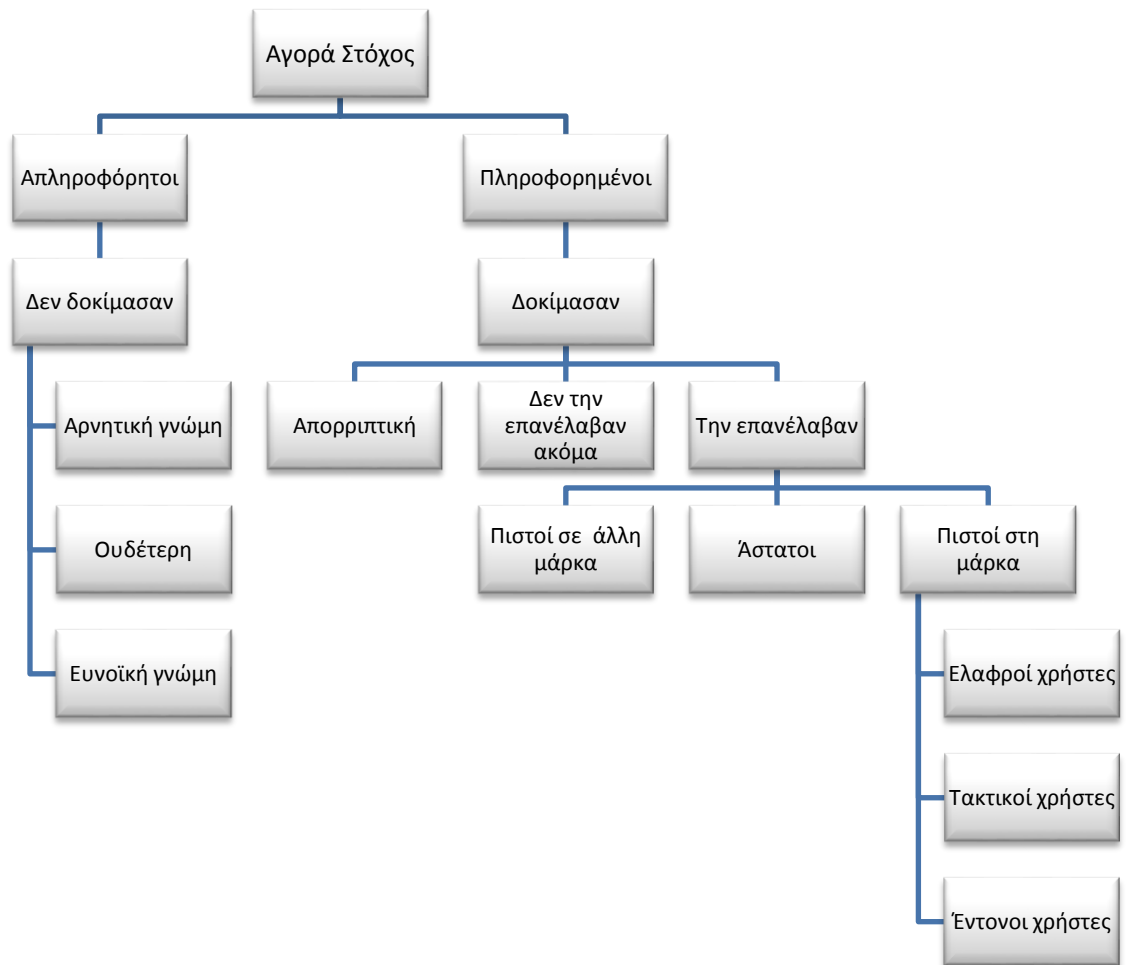 Αγορά Στόχος
Απληροφόρητοι
Πληροφορημένοι
Δεν δοκίμασαν
Δοκίμασαν
Αρνητική γνώμη
Απορριπτική
Δεν την
επανέλαβαν
ακόμα
Την επανέλαβαν
Ουδέτερη
Πιστοί σε άλλη
μάρκα
Άστατοι
Πιστοί στη
μάρκα
Ευνοϊκή γνώμη
Ελαφροί χρήστες
Τακτικοί χρήστες
Έντονοι χρήστες